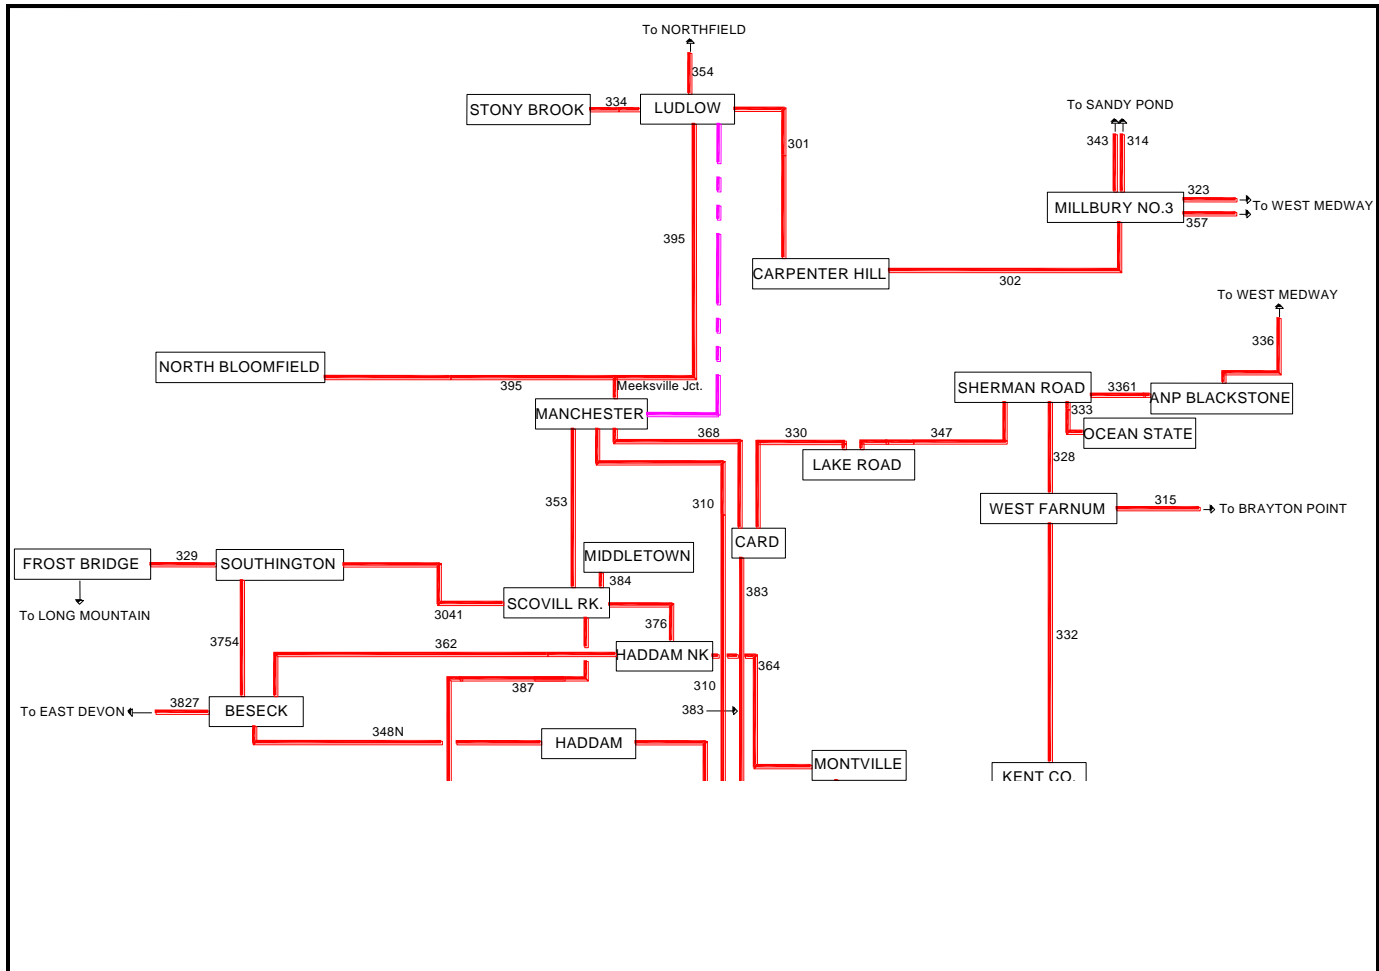 To NORTHFIELD
354
STONY BROOK
334
LUDLOW
301
To SANDY POND
343
314
MILLBURY NO.3
323
357
To WEST MEDWAY
395
CARPENTER HILL
302
To WEST MEDWAY
336
NORTH BLOOMFIELD
395
Meeksville Jct.
MANCHESTER
SHERMAN ROAD
3361
ANP BLACKSTONE
333
OCEAN STATE
368
330
347
LAKE ROAD
328
353
310
WEST FARNUM
315
To BRAYTON POINT
CARD
FROST BRIDGE
329
SOUTHINGTON
MIDDLETOWN
384
To LONG MOUNTAIN
3041
SCOVILL RK.
383
376
3754
362
HADDAM NK
364
332
387
310
383
To EAST DEVON
3827
BESECK
348N
HADDAM
MONTVILLE
KENT CO.